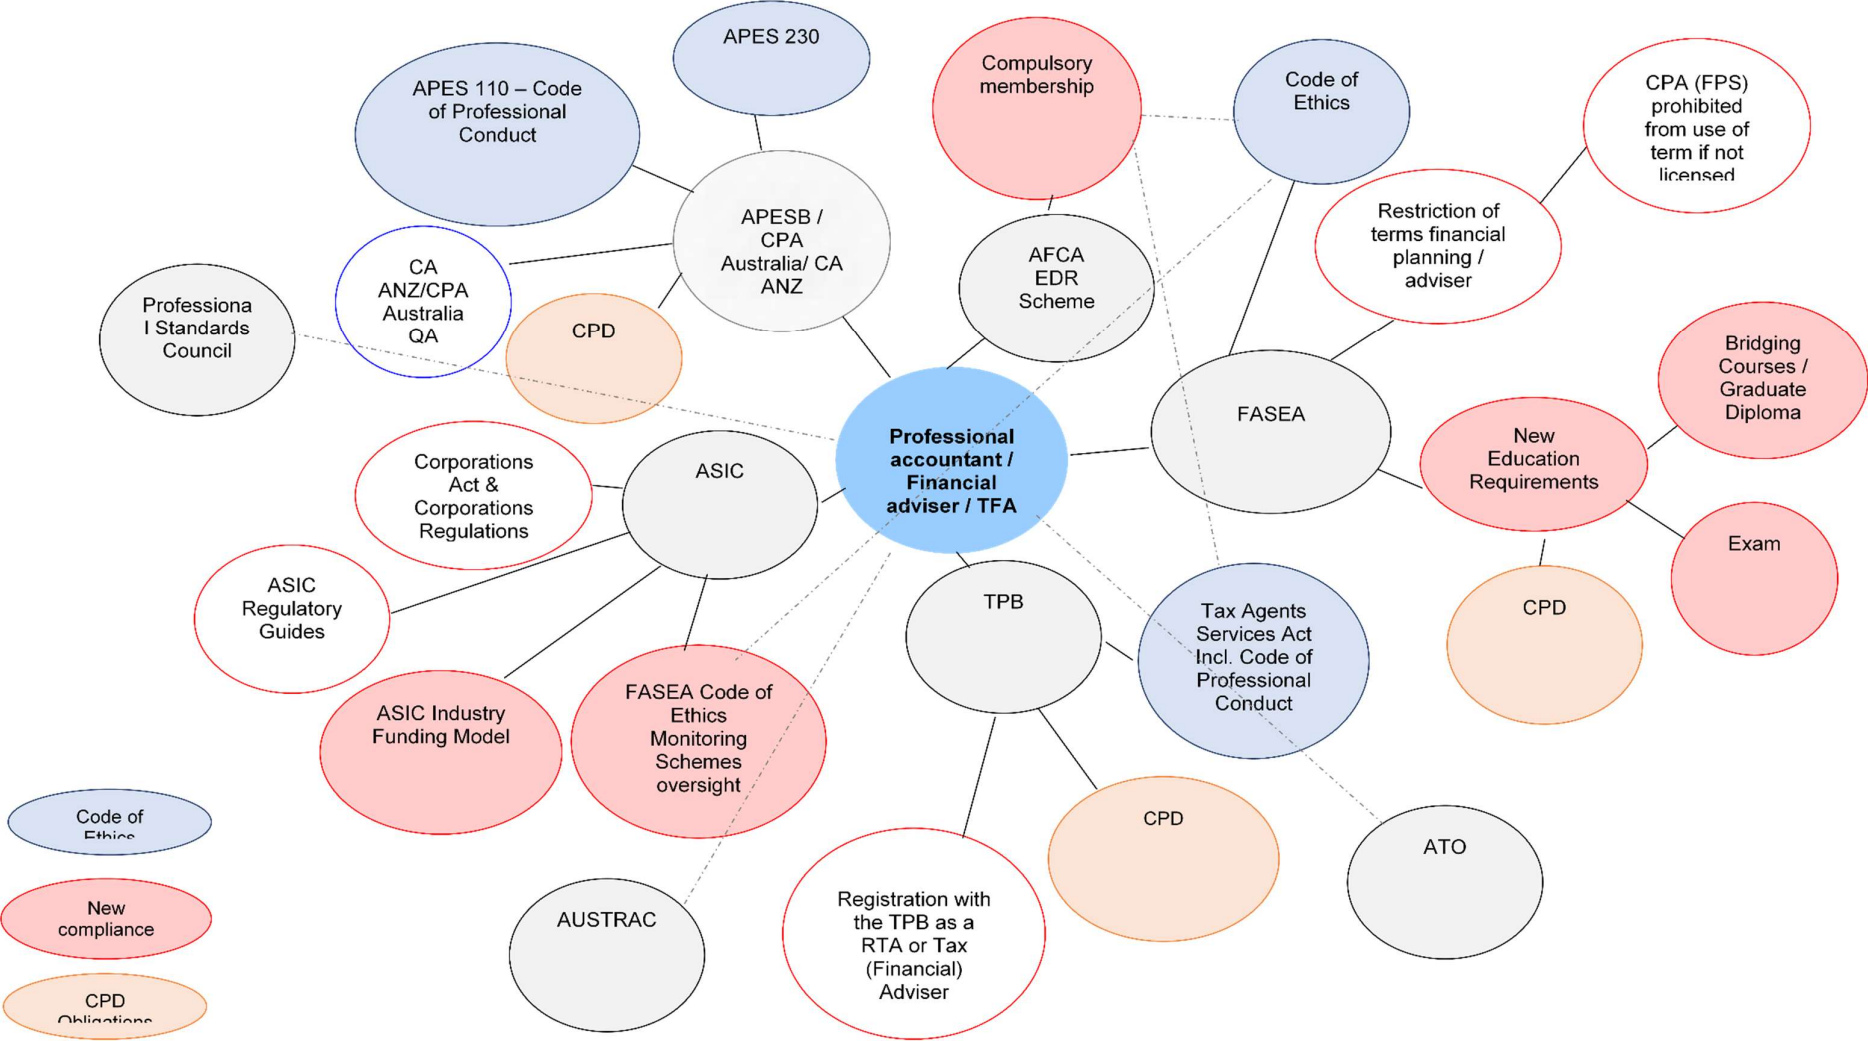 APES 230
APES 110 – Code
of Professional
Conduct
Compulsory
membership
Code of
Ethics
CPA (FPS)
prohibited
from use of
term if not
licensed
APESB /
CPA
Australia/ CA
ANZ
Restriction of
terms financial
planning /
adviser
AFCA
EDR
Scheme
CA
ANZ/CPA
Australia
QA
Professiona
l Standards
Council
CPD
Bridging
Courses /
Graduate
Diploma
FASEA
New
Education
Requirements
Professional
accountant /
Financial
adviser / TFA
ASIC
Corporations
Act &
Corporations
Regulations
Exam
ASIC
Regulatory
Guides
TPB
Tax Agents
Services Act
Incl. Code of
Professional
Conduct
CPD
FASEA Code of
Ethics
Monitoring
Schemes
oversight
ASIC Industry
Funding Model
Code of
Ethics
CPD
ATO
New
compliance
AUSTRAC
Registration with
the TPB as a
RTA or Tax
(Financial)
Adviser
CPD
Obligations